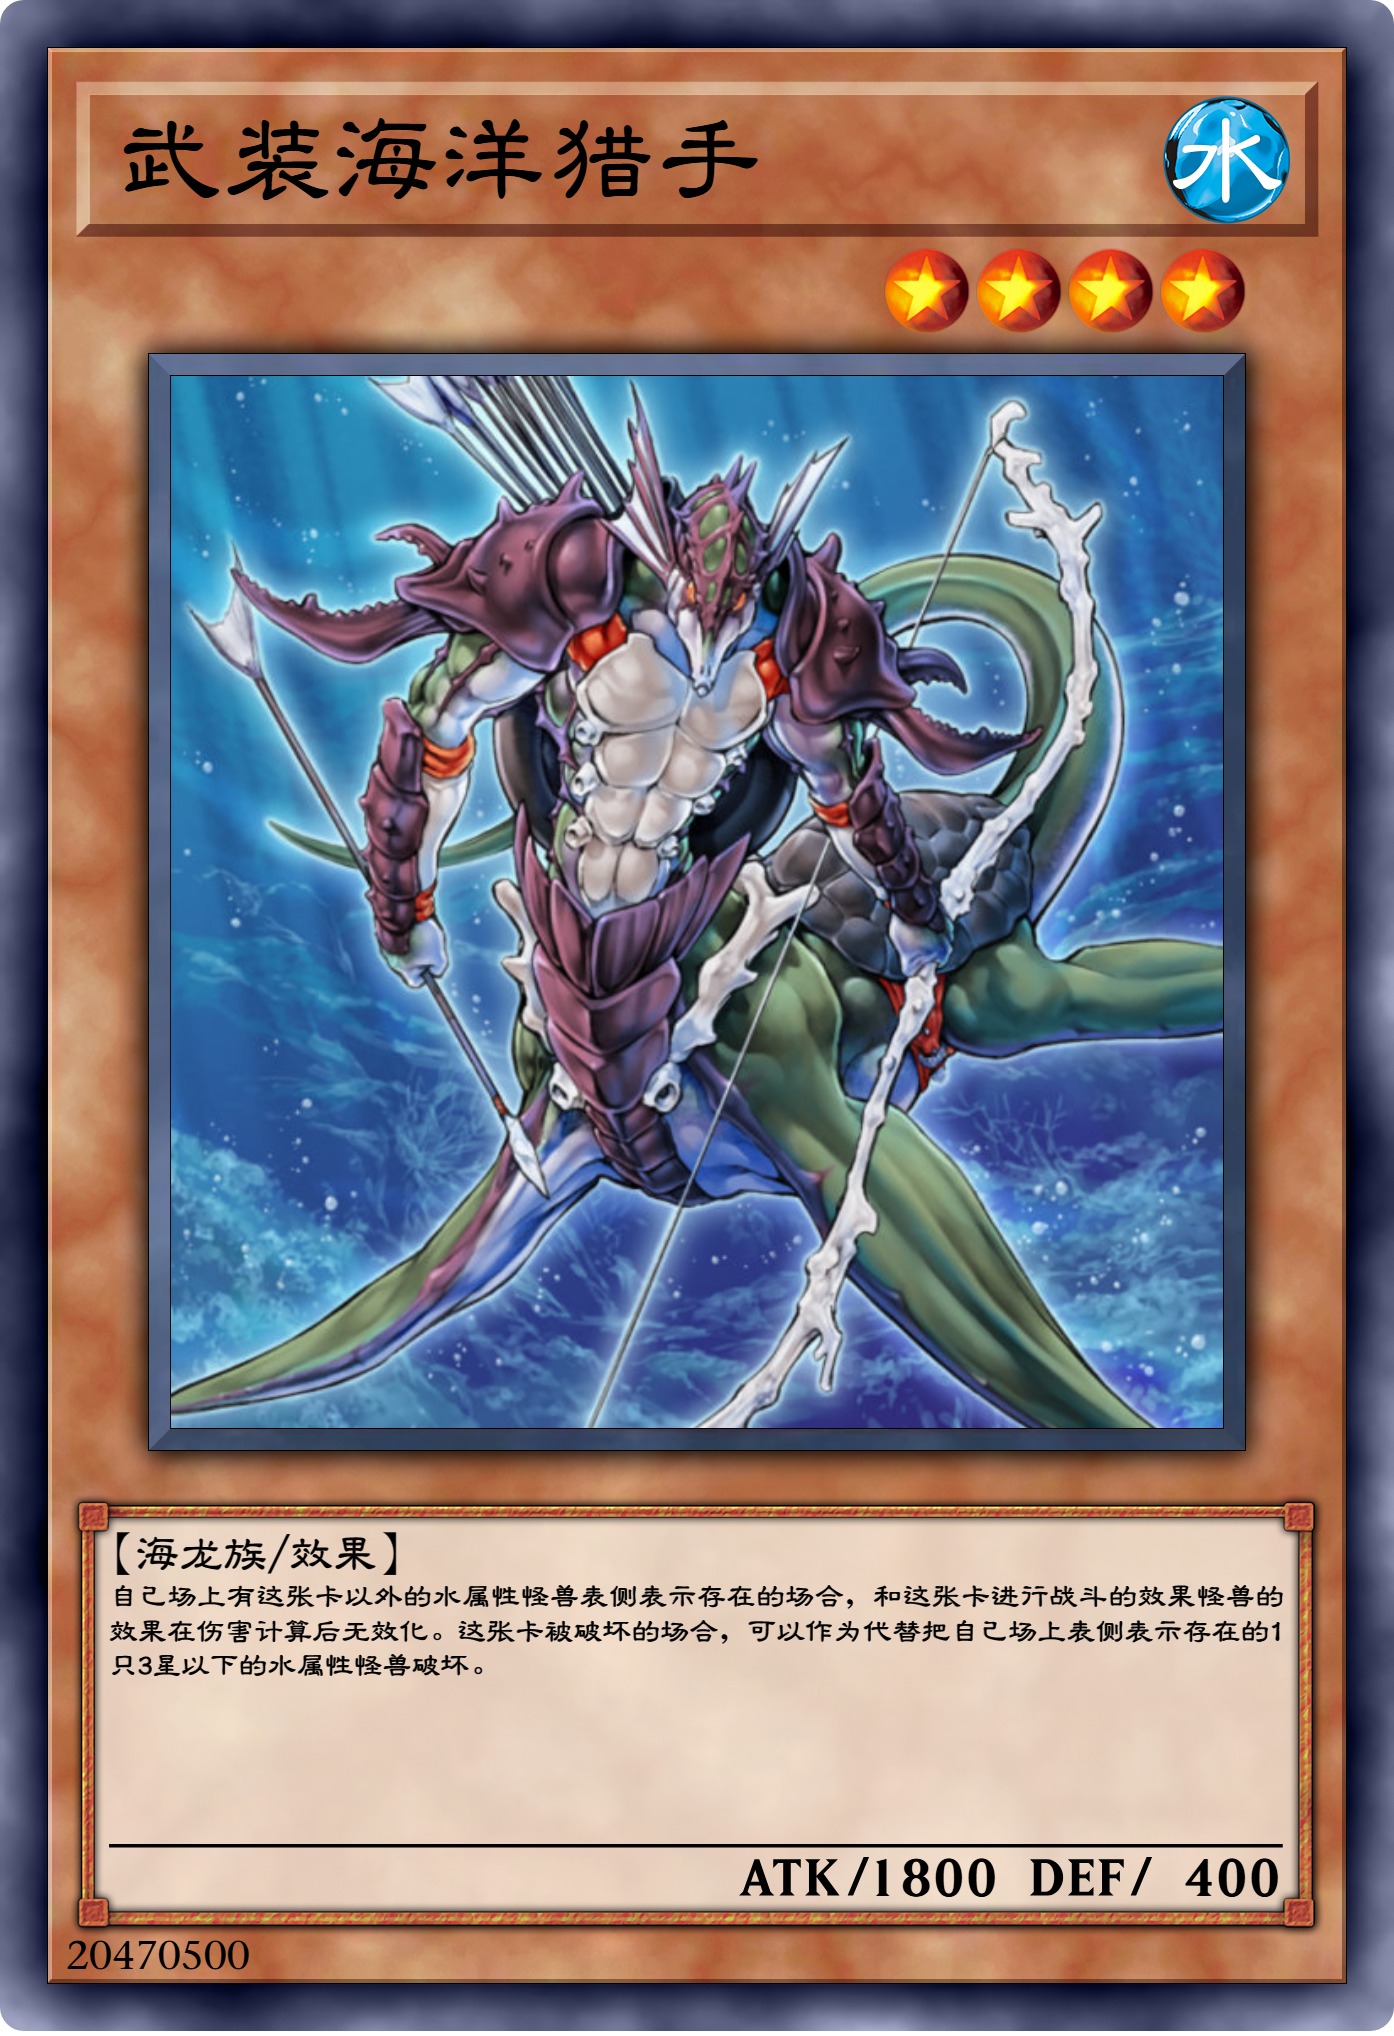 武装海洋猎手
水
【海龙族/效果】
自己场上有这张卡以外的水属性怪兽表侧表示存在的场合，和这张卡进行战斗的效果怪兽的
效果在伤害计算后无效化。这张卡被破坏的场合，可以作为代替把自己场上表侧表示存在的1
只3星以下的水属性怪兽破坏。
ATK/1800 DEF/ 400
20470500